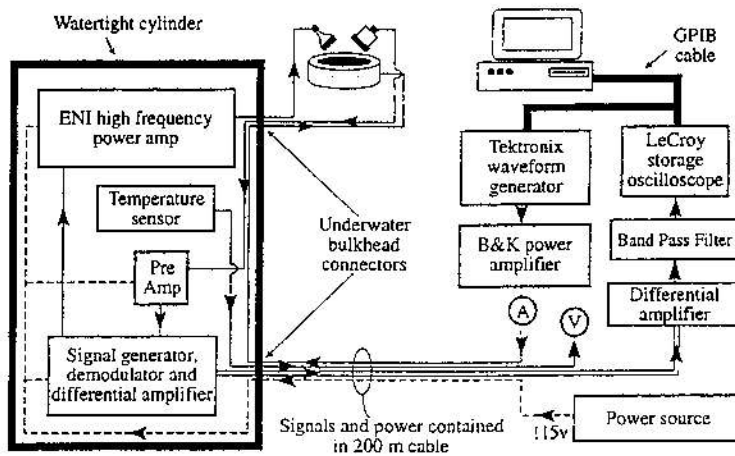 Watertight cylinder
GPIB
cable
ENI high frequency
power amp
Temperature
sensor
Pre
Amp
Signal generator,
demodulator and
differential amplifier
Underwater
bulkhead
connectors
Tektronix
waveform
generator
LeCroy
storage
oscilloscope
B&K power
amplifier
Band Pass Filter
Differential
amplifier
A
V
Signals and power contained
in 200 m cable
115v
Power source